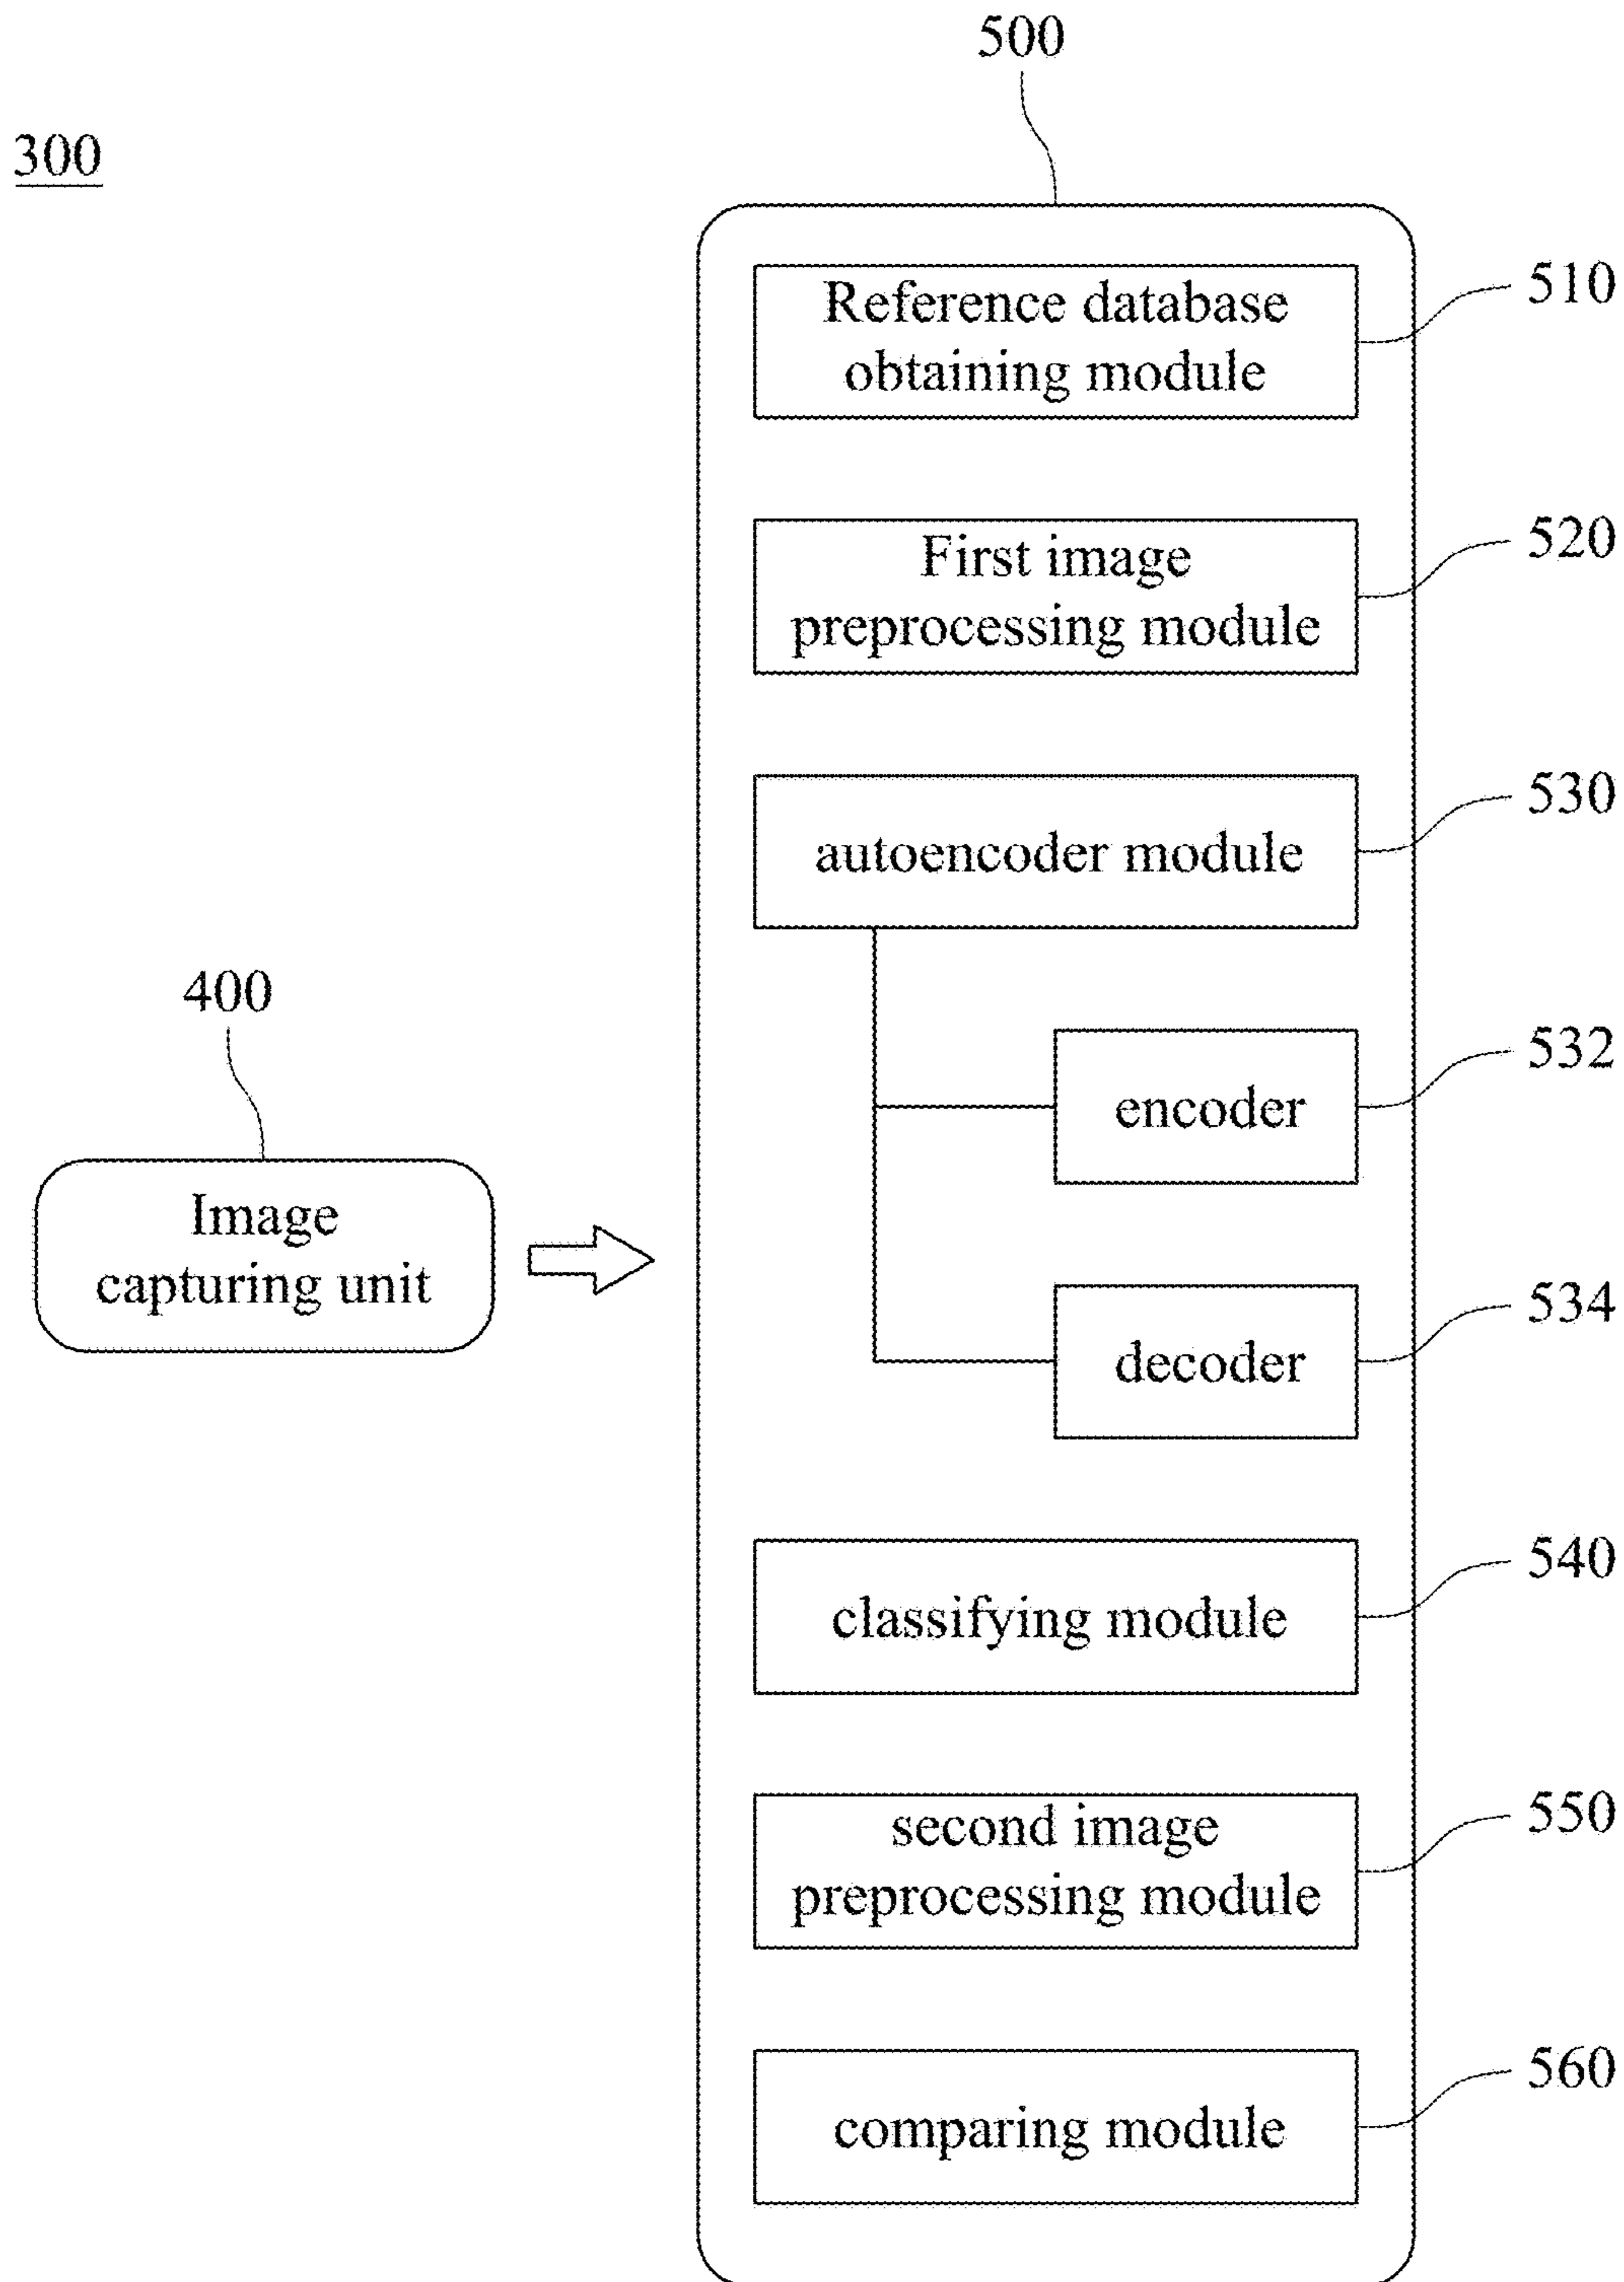 500
300
Reference database
obtaining module
510
First image
preprocessing module
520
autoencoder module
530
400
encoder
532
Image
capturing unit
decoder
534
classifying module
540
second image
preprocessing module
550
comparing module
560